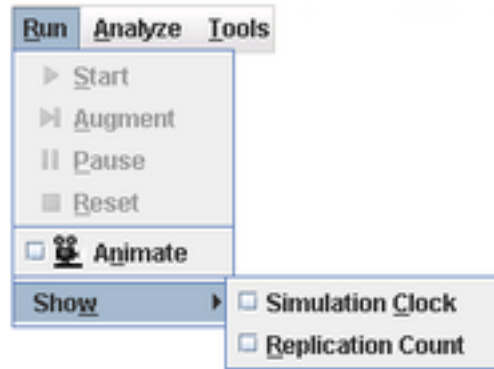 Run Analyze Tools
Start
Augment
Pause
Reset
Animate
Show
Simulation Clock
Replication Count